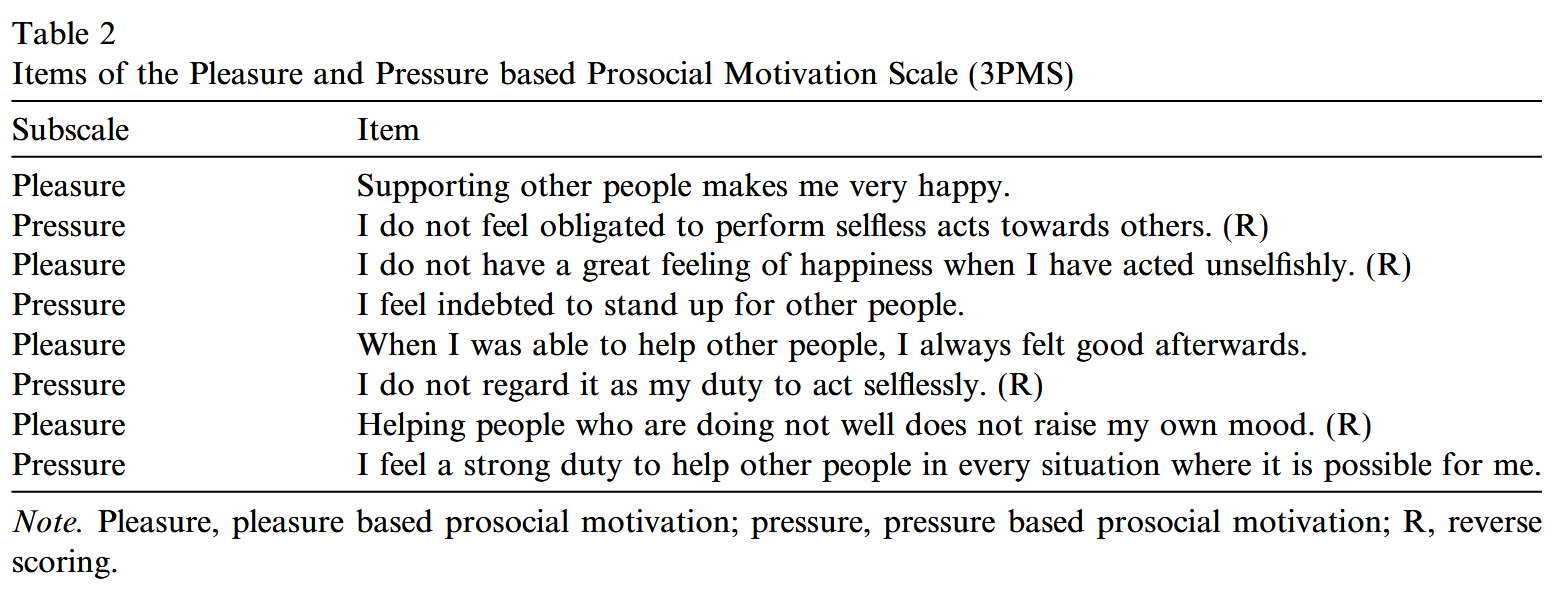 Table 2
Items of the Pleasure and Pressure based Prosocial Motivation Scale (3PMS)
Subscale Item
Pleasure Supporting other people makes me very happy.
Pressure I do not feel obligated to perform selfless acts towards others. (R)
Pleasure I do not have a great feeling of happiness when I have acted unselfishly. (R)
Pressure I feel indebted to stand up for other people.
Pleasure When I was able to help other people, I always felt good afterwards.
Pressure I do not regard it as my duty to act selflessly. (R)
Pleasure Helping people who are doing not well does not raise my own mood. (R)
Pressure I feel a strong duty to help other people in every situation where it is possible for me.
Note. Pleasure, pleasure based prosocial motivation; pressure, pressure based prosocial motivation; R, reverse
scoring.